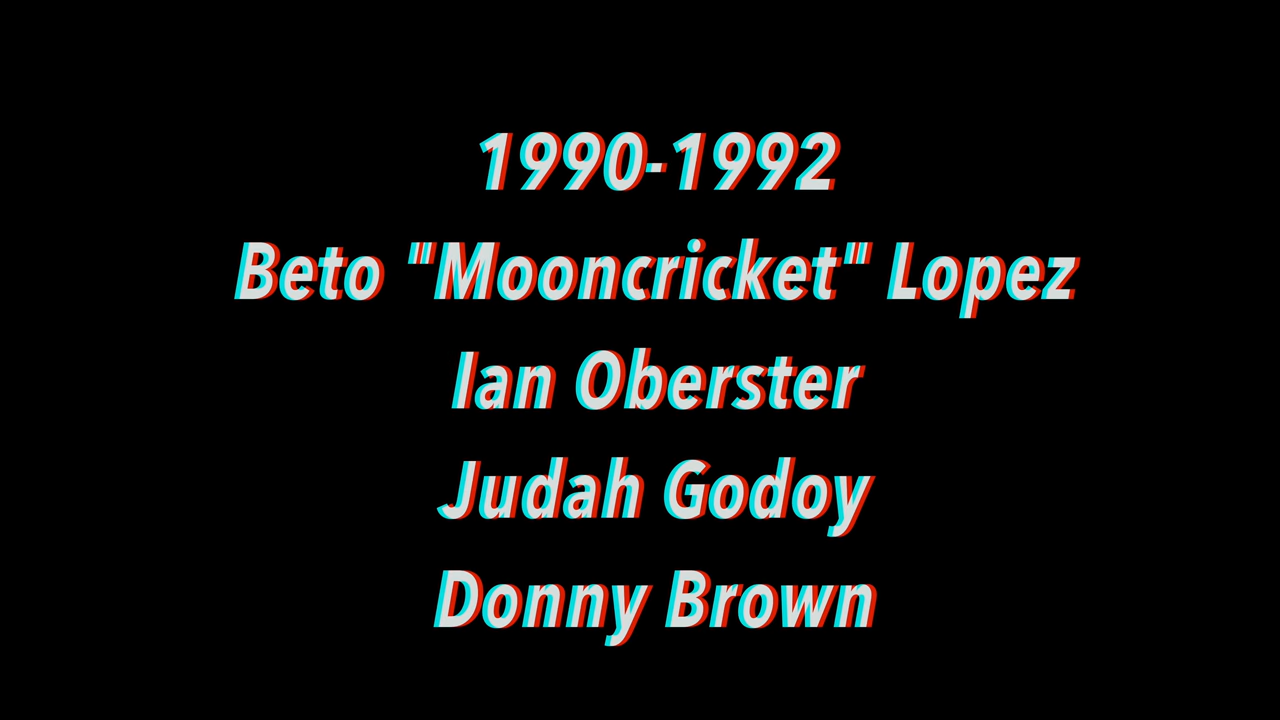 1990-1992
Beto "Mooncricket" Lopez
Ian Oberster
Judah Godoy
Donny Brown